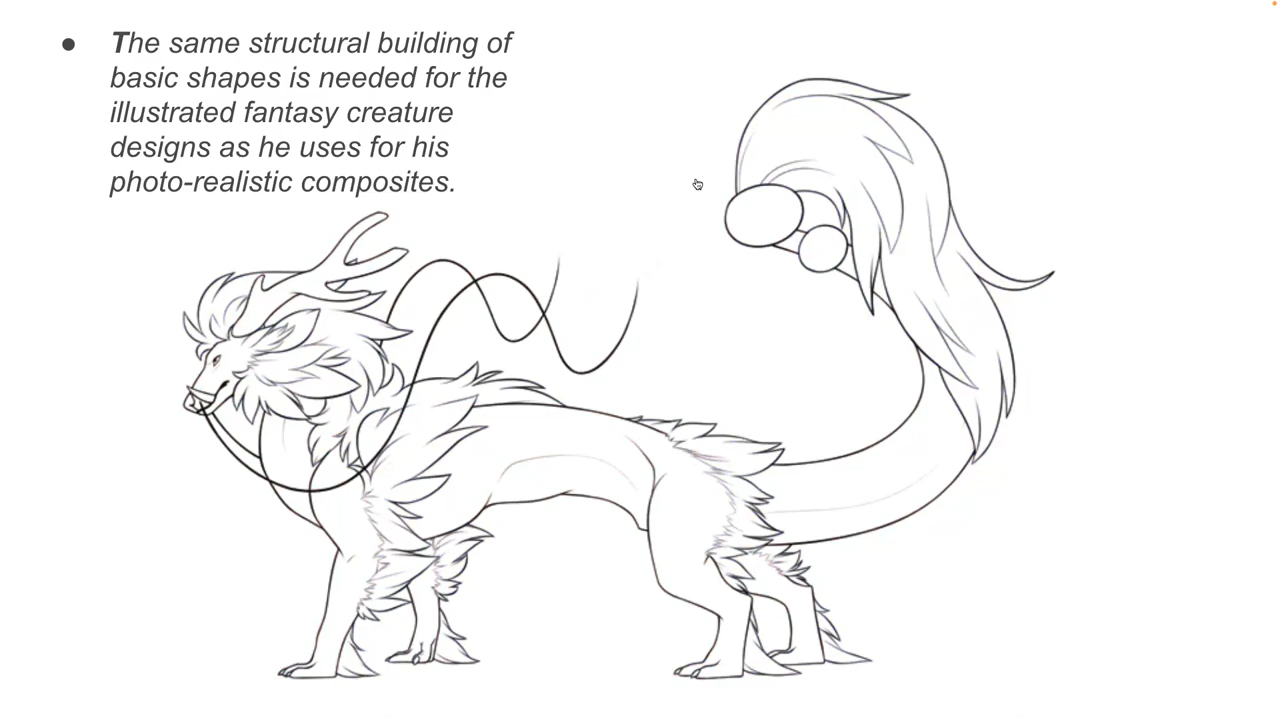 ● The same structural building of
basic shapes is needed for the
illustrated fantasy creature
designs as he uses for his
photo-realistic composites.